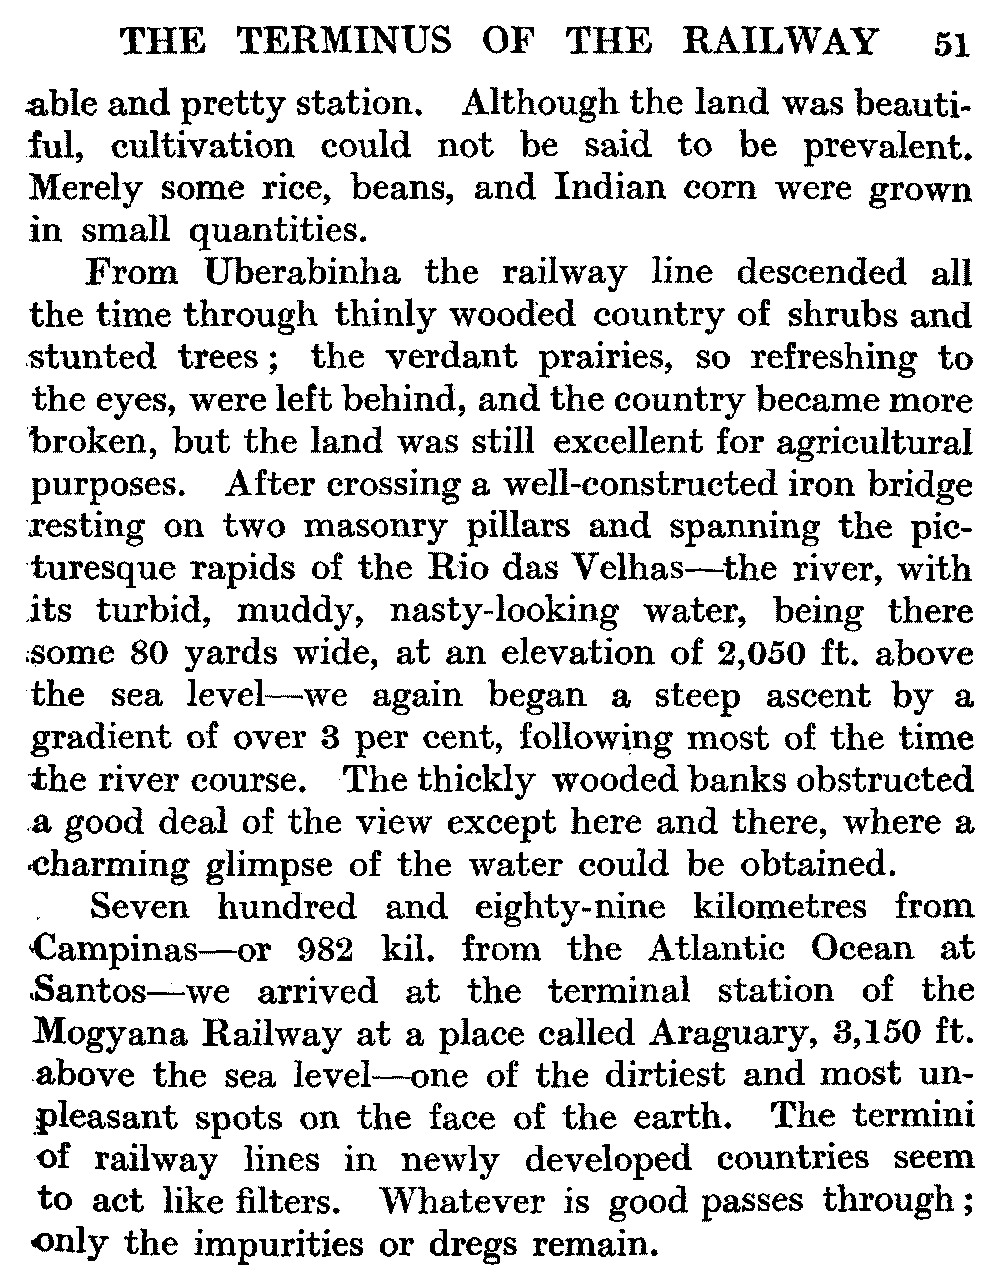 THE TERMINUS OF THE RAILWAY 51
able and pretty station. Although the land was beauti-
ful, cultivation could not be said to be prevalent.
Merely some rice, beans, and Indian corn were grown
in small quantities.
From Uberabinha the railway line descended all
the time through thinly wooded country of shrubs and
stunted trees; the verdant prairies, so refreshing to
the eyes, were left behind, and the country became more
broken, but the land was still excellent for agricultural
purposes. After crossing a well-constructed iron bridge
resting on two masonry pillars and spanning the pic-
turesque rapids of the Rio das Velhas—the river, with
its turbid, muddy, nasty-looking water, being there
some 80 yards wide, at an elevation of 2,050 ft. above
the sea level—we again began a steep ascent by a
gradient of over 3 per cent, following most of the time
the river course. The thickly wooded banks obstructed
a good deal of the view except here and there, where a
charming glimpse of the water could be obtained.
Seven hundred and eighty-nine kilometres from
Campinas—or 982 kil. from the Atlantic Ocean at
Santos—we arrived at the terminal station of the
Mogyana Railway at a place called Araguary, 3,150 ft.
above the sea level—one of the dirtiest and most un-
pleasant spots on the face of the earth. The termini
of railway lines in newly developed countries seem
to act like filters. Whatever is good passes through;
only the impurities or dregs remain.